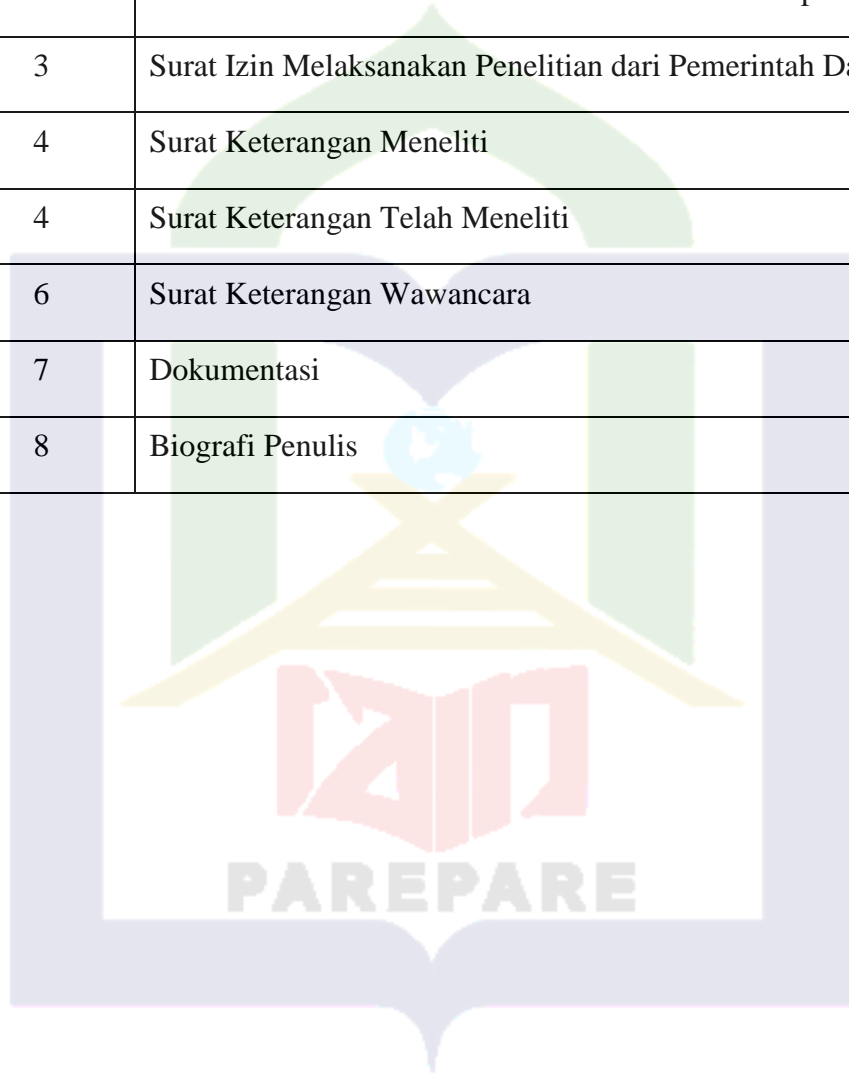 3 Surat Izin Melaksanakan Penelitian dari Pemerintah
4 Surat Keterangan Meneliti
4 Surat Keterangan Telah Meneliti
6 Surat Keterangan Wawancara
7 Dokumentasi
8 Biografi Penulis
iain
PAREPARE